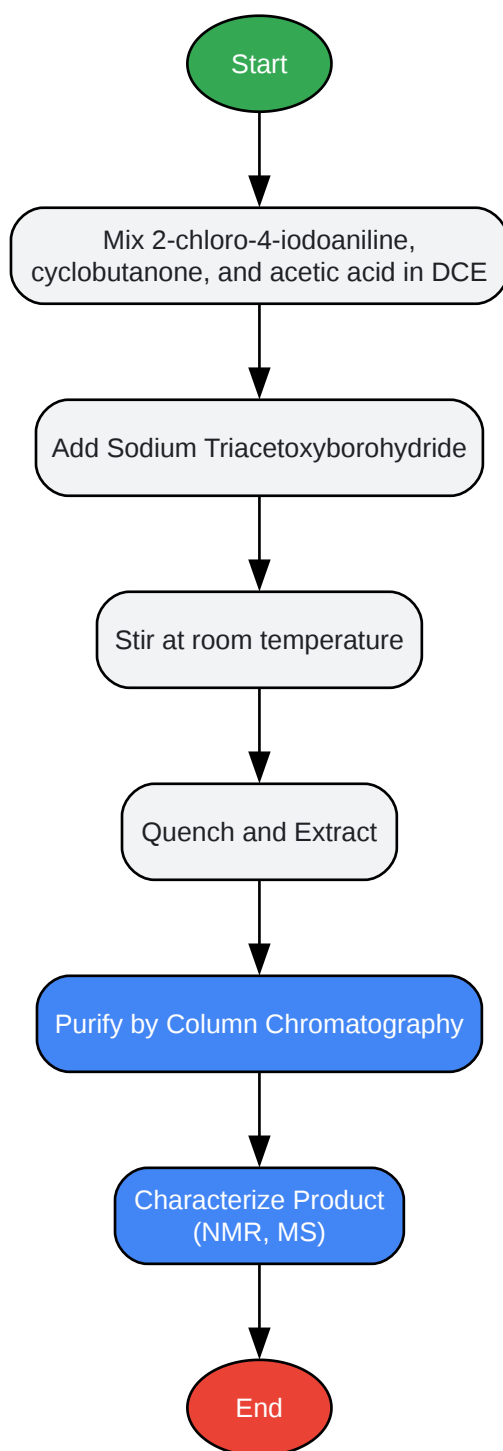 Start
Mix 2-chloro-4-iodoaniline,
cyclobutanone, and acetic acid in DCE
Add Sodium Triacetoxyborohydride
Stir at room temperature
Quench and Extract
Purify by Column Chromatography
Characterize Product
(NMR, MS)
End